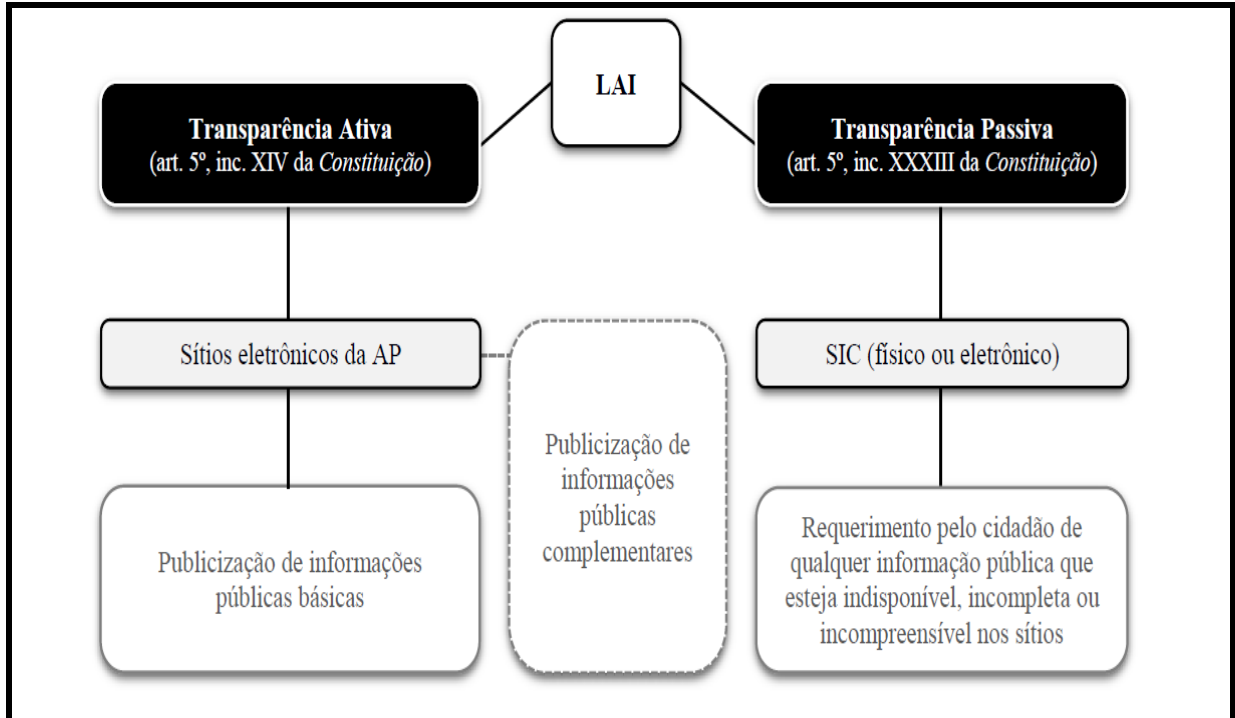 LAI
Transparência Ativa
(art. 5º, inc. XIV da Constituição)
Transparência Passiva
(art. 5º, inc. XXXIII da Constituição)
Sítios eletrônicos da AP
SIC (físico ou eletrônico)
Publicização de informações
públicas básicas
Publicização de
informações
públicas
complementares
Requerimento pelo cidadão de
qualquer informação pública que
esteja indisponível, incompleta ou
incompreensível nos sítios